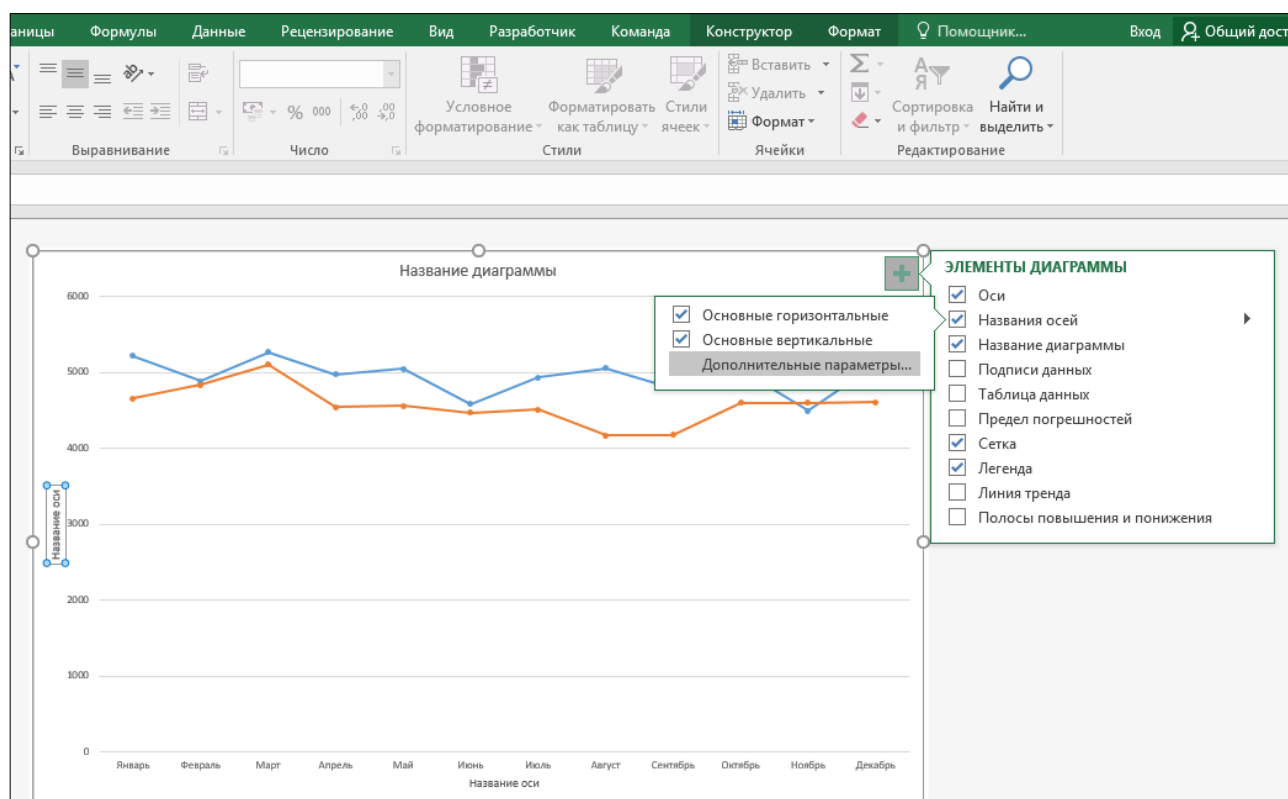 аницы Формулы Данные Рецензирование Вид Разработчик Команда Конструктор Формат Помощник... Вход Общий дост
Вставить
Удалить
Формат
Условное форматирование
Форматировать как таблицу
Стили ячеек
Сортировка и фильтр
Найти и выделить
% 000
Выравнивание Число Стили Ячейки Редактирование
Название диаграммы
ЭЛЕМЕНТЫ ДИАГРАММЫ
Оси
Названия осей
Название диаграммы
Подписи данных
Таблица данных
Предел погрешностей
Сетка
Легенда
Линия тренда
Полосы повышения и понижения
Основные горизонтальные
Основные вертикальные
Дополнительные параметры...
6000
5000
4000
3000
2000
1000
0
Название оси
Январь Февраль Март Апрель Май Июнь Июль Август Сентябрь Октябрь Ноябрь Декабрь
Название оси